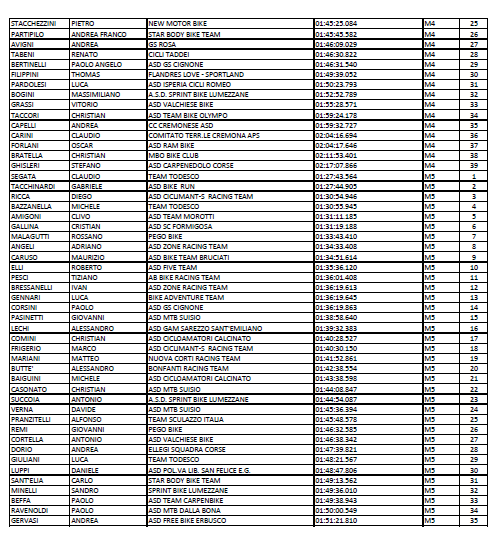 STACCHEZZINI PIETRO NEW MOTOR BIKE 01:45:25.084 M4 25
PARTIPILO ANDREA FRANCO STAR BODY BIKE TEAM 01:45:45.582 M4 26
AVIGNI ANDREA GS ROSA 01:46:09.029 M4 27
TABENI RENATO CICLI TADDEI 01:46:30.822 M4 28
BERTINELLI PAOLO ANGELO ASD GS CIGNONE 01:46:31.540 M4 29
FILIPPINI THOMAS FLANDRES LOVE - SPORTLAND 01:49:39.052 M4 30
PARDOLESI LUCA ASD ISPERIA CICLI ROMEO 01:50:23.793 M4 31
BOGINI MASSIMILIANO A.S.D. SPRINT BIKE LUMEZZANE 01:52:52.789 M4 32
GRASSI VITORIO ASD VALCHIESE BIKE 01:55:28.571 M4 33
TACCORI CHRISTIAN ASD TEAM BIKE OLYMPO 01:59:24.178 M4 34
CAPELLI ANDREA CC CREMONESE ASD 01:59:32.727 M4 35
CARINI CLAUDIO COMITATO TERR.LE CREMONA APS 02:04:16.694 M4 36
FORLANI OSCAR ASD RAM BIKE 02:04:17.646 M4 37
BRATELLA CHRISTIAN MBO BIKE CLUB 02:11:53.401 M4 38
GHISLERI STEFANO ASD CARPENEDOLO CORSE 02:17:07.866 M4 39
SEGATA CLAUDIO TEAM TODESCO 01:27:43.564 M5 1
TACCHINARDI GABRIELE ASD BIKE RUN 01:27:44.905 M5 2
RICCA DIEGO ASD CICLIMANT-S RACING TEAM 01:30:54.946 M5 3
BAZZANELLA MICHELE TEAM TODESCO 01:30:55.945 M5 4
AMIGONI CLIVO ASD TEAM MOROTTI 01:31:11.185 M5 5
GALLINA CRISTIAN ASD SC FORMIGOSA 01:31:19.188 M5 6
MALAGUTTI ROSSANO PEGO BIKE 01:33:43.410 M5 7
ANGELI ADRIANO ASD ZONE RACING TEAM 01:34:33.408 M5 8
CARUSO MAURIZIO ASD BIKE TEAM BRUCIATI 01:34:51.614 M5 9
ELLI ROBERTO ASD FIVE TEAM 01:35:36.120 M5 10
PESCI TIZIANO AB BIKE RACING TEAM 01:36:01.408 M5 11
BRESSANELLI IVAN ASD ZONE RACING TEAM 01:36:19.613 M5 12
GENNARI LUCA BIKE ADVENTURE TEAM 01:36:19.645 M5 13
CORSINI PAOLO ASD GS CIGNONE 01:36:19.863 M5 14
PASINETTI GIOVANNI ASD MTB SUISIO 01:38:58.640 M5 15
LECHI ALESSANDRO ASD GAM SAREZZO SANT'EMILIANO 01:39:32.383 M5 16
COMINI CHRISTIAN ASD CICLOAMATORI CALCINATO 01:40:28.527 M5 17
FRIGERIO MARCO ASD CICLIMANT-S RACING TEAM 01:40:30.150 M5 18
MARIANI MATTEO NUOVA CORTI RACING TEAM 01:41:52.861 M5 19
BUTTE' ALESSANDRO BONFANTI RACING TEAM 01:42:38.554 M5 20
BAIGUINI MICHELE ASD CICLOAMATORI CALCINATO 01:43:38.598 M5 21
CASONATO CHRISTIAN ASD MTB SUISIO 01:44:08.847 M5 22
SUCCOIA ANTONIO A.S.D. SPRINT BIKE LUMEZZANE 01:44:54.087 M5 23
VERNA DAVIDE ASD MTB SUISIO 01:45:36.394 M5 24
PRANZITELLI ALFONSO TEAM SCULAZZO ITALIA 01:45:48.578 M5 25
REMI GIOVANNI PEGO BIKE 01:46:32.585 M5 26
CORTELLA ANTONIO ASD VALCHIESE BIKE 01:46:38.342 M5 27
DORIO ANDREA ELLEGI SQUADRA CORSE 01:47:39.821 M5 28
GIULIANI LUCA TEAM TODESCO 01:48:21.567 M5 29
LUPPI DANIELE ASD POL.VA LIB. SAN FELICE E.G. 01:48:47.806 M5 30
SANT'ELIA CARLO STAR BODY BIKE TEAM 01:49:13.562 M5 31
MINELLI SANDRO SPRINT BIKE LUMEZZANE 01:49:36.010 M5 32
BEFFA PAOLO ASD TEAM CARPENBIKE 01:49:38.943 M5 33
RAVENOLDI PAOLO ASD MTB DALLA BONA 01:50:00.549 M5 34
GERVASI ANDREA ASD FREE BIKE ERBUSCO 01:51:21.810 M5 35